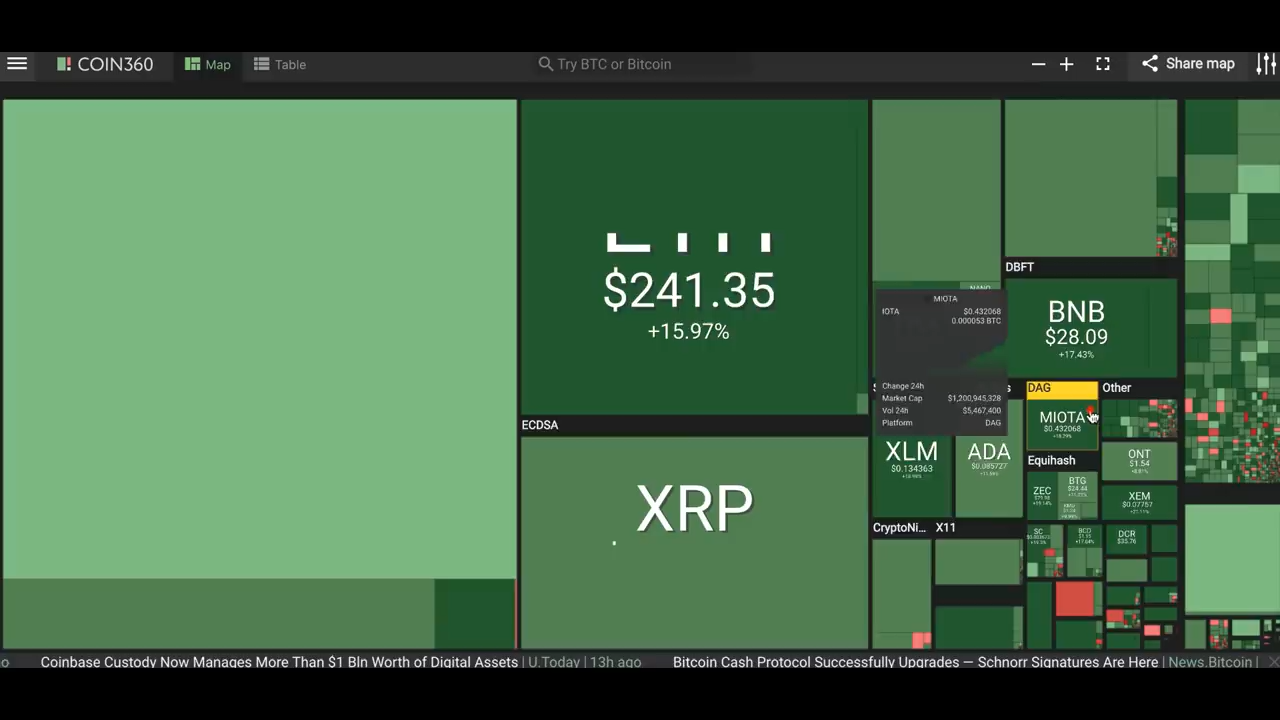 COIN360
Map
Table
Try BTC or Bitcoin
Share map
$241.35
+15.97%
ECDSA
XRP
NANO
MIOTA
IOTA
$0.432068
0.000053 BTC
Change 24h
Market Cap
$1,200,945,328
Vol 24h
$5,467,400
Platform
DAG
XLM
$0.134363
ADA
$0.085727
DBFT
BNB
$28.09
+17.43%
DAG
Other
MIOTA
$0.432068
Equihash
ZEC
BTG
$24.44
ONT
$1.54
XEM
$0.07757
CryptoNi...
X11
SC
BCD
DCR
$35.76
Coinbase Custody Now Manages More Than $1 Bln Worth of Digital Assets | U.Today | 13h ago
Bitcoin Cash Protocol Successfully Upgrades — Schnorr Signatures Are Here | News.Bitcoin |